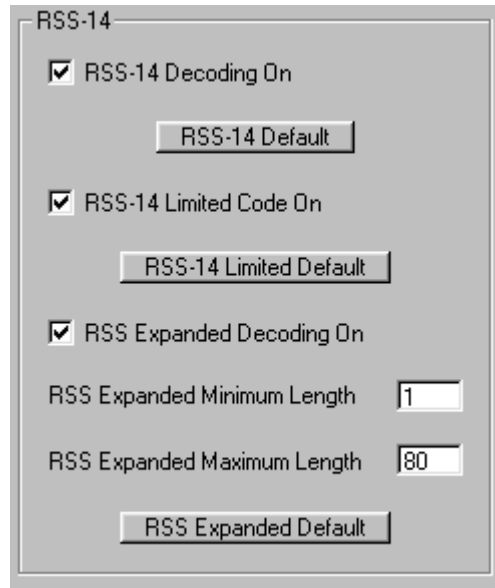 RSS-14
RSS-14 Decoding On
RSS-14 Default
RSS-14 Limited Code On
RSS-14 Limited Default
RSS Expanded Decoding On
RSS Expanded Minimum Length 1
RSS Expanded Maximum Length 80
RSS Expanded Default